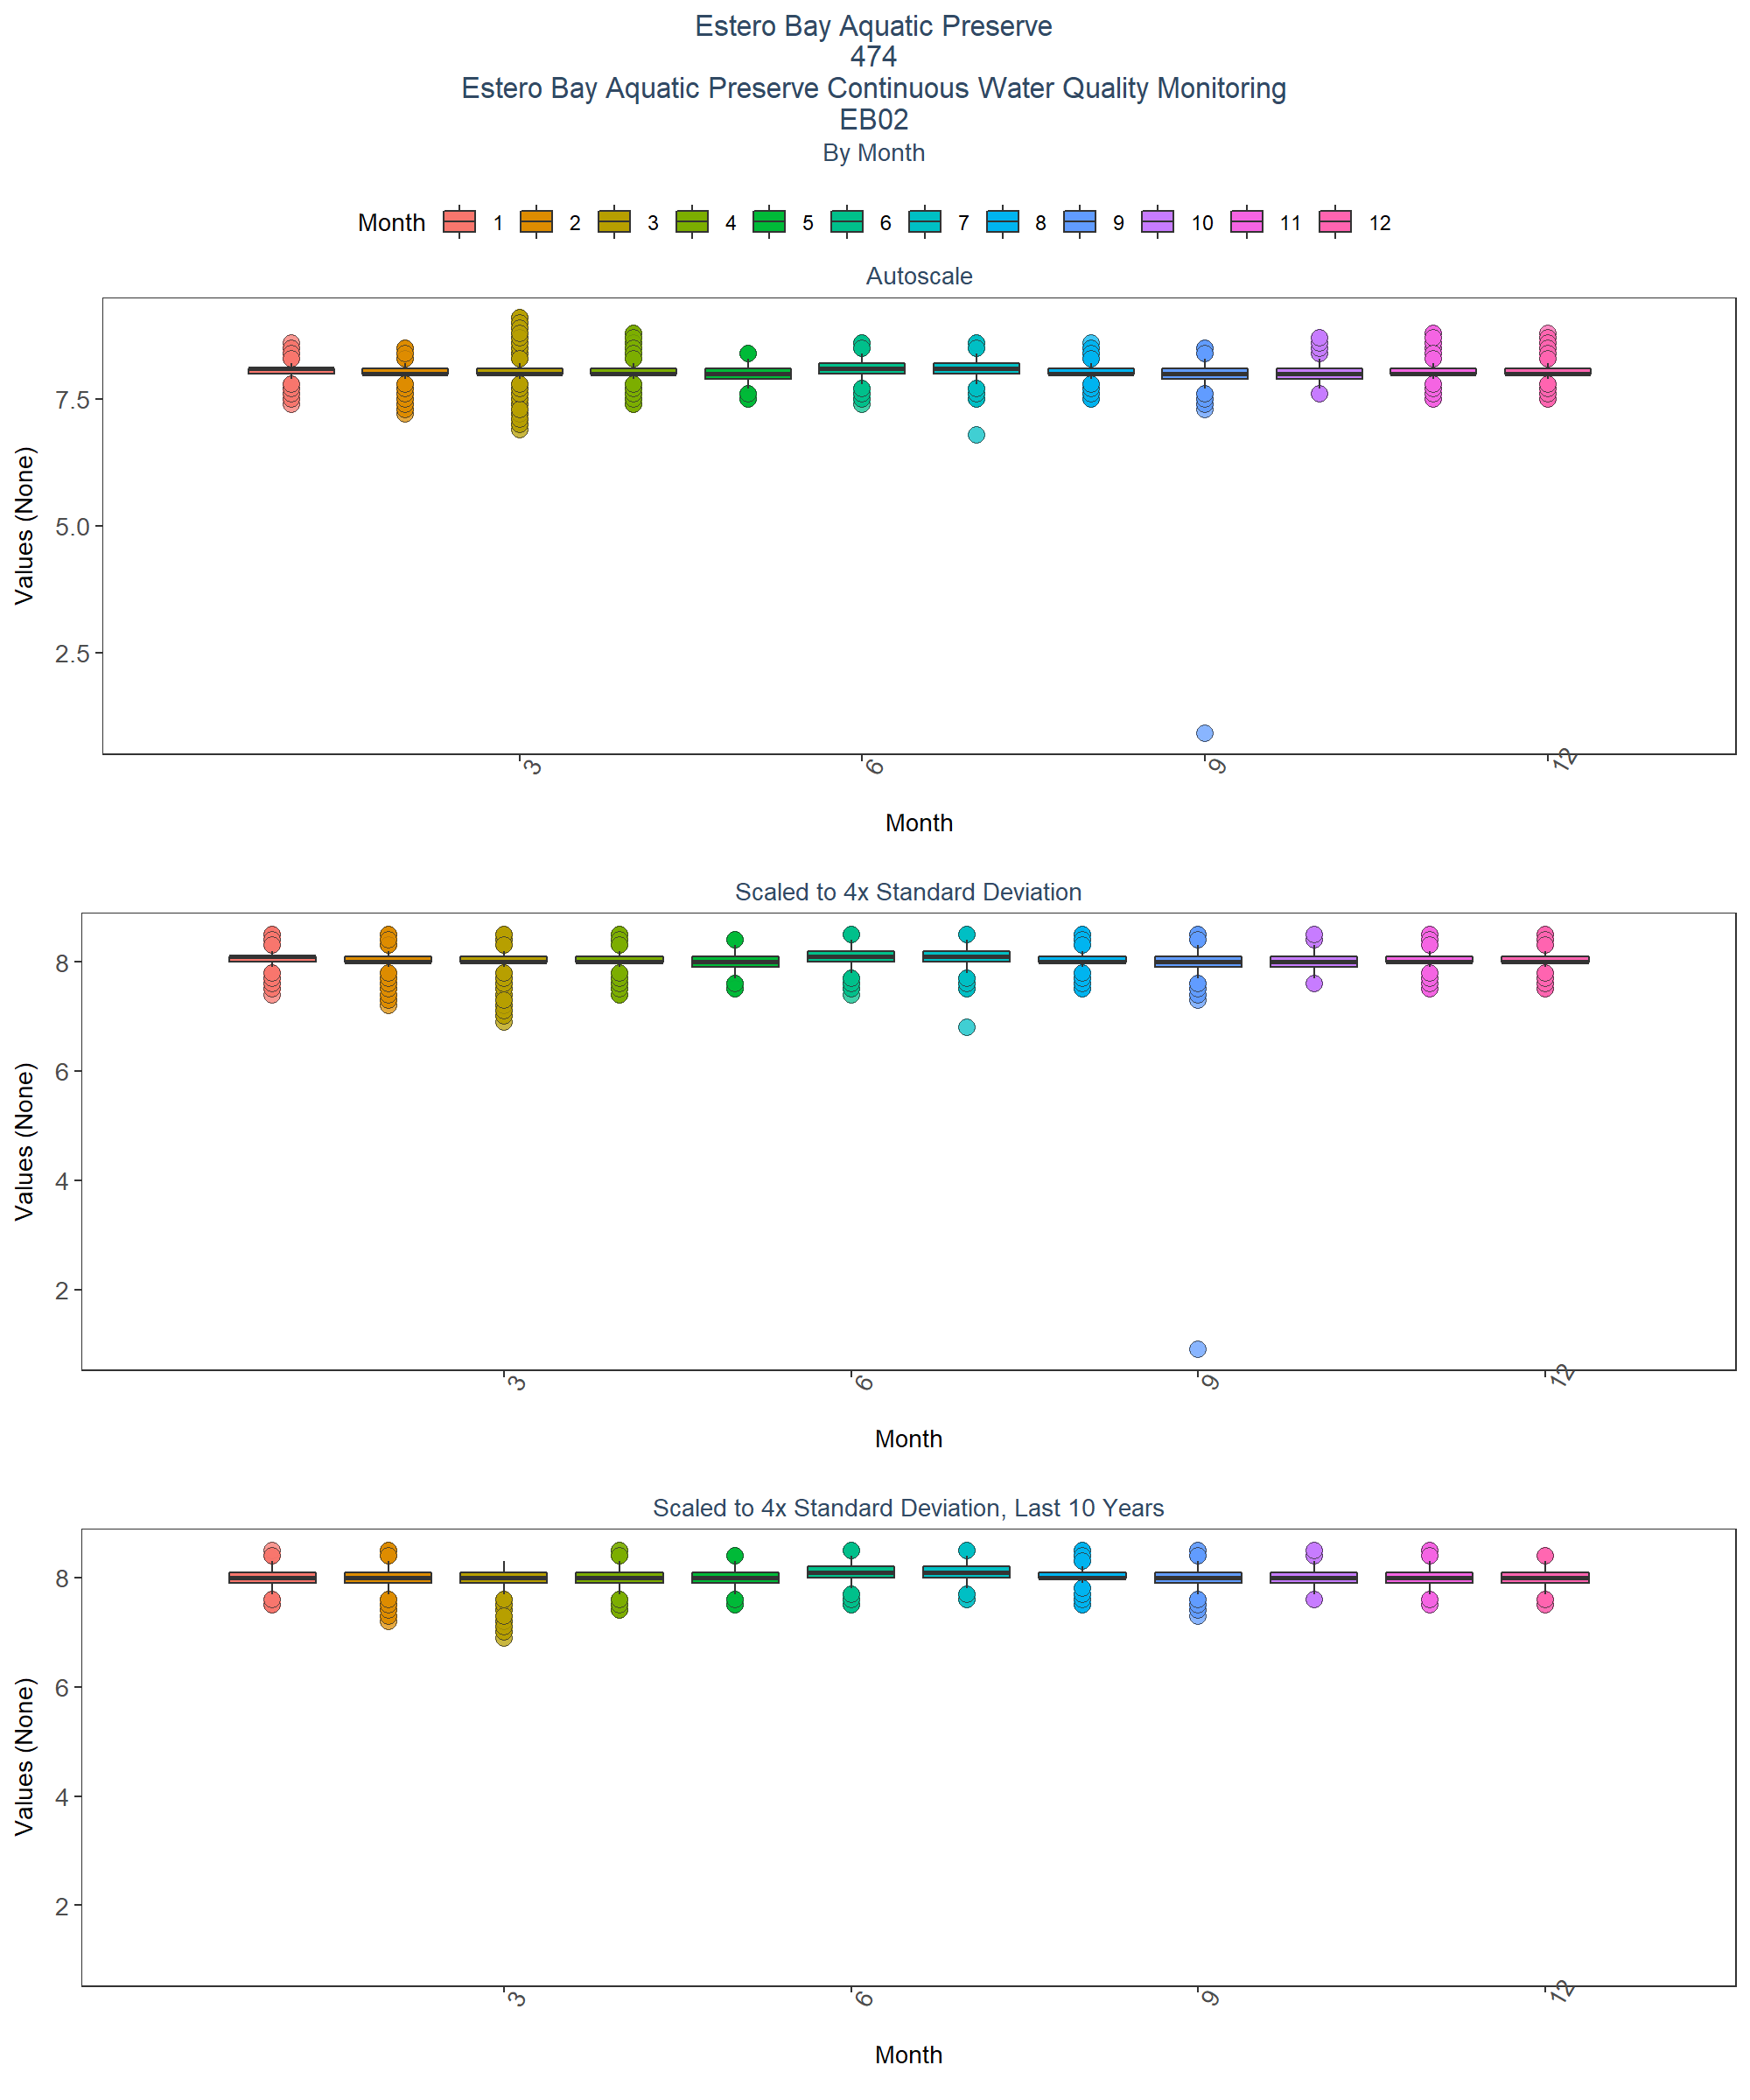 Estero Bay Aquatic Preserve
474
Estero Bay Aquatic Preserve Continuous Water Quality Monitoring
EB02
By Month
Month 1 2 3 4 5 6 7 8 9 10 11 12
Autoscale
Values (None)
7.5
5.0
2.5
3 6 9 12
Month
Scaled to 4x Standard Deviation
Values (None)
8
6
4
2
3 6 9 12
Month
Scaled to 4x Standard Deviation, Last 10 Years
Values (None)
8
6
4
2
3 6 9 12
Month